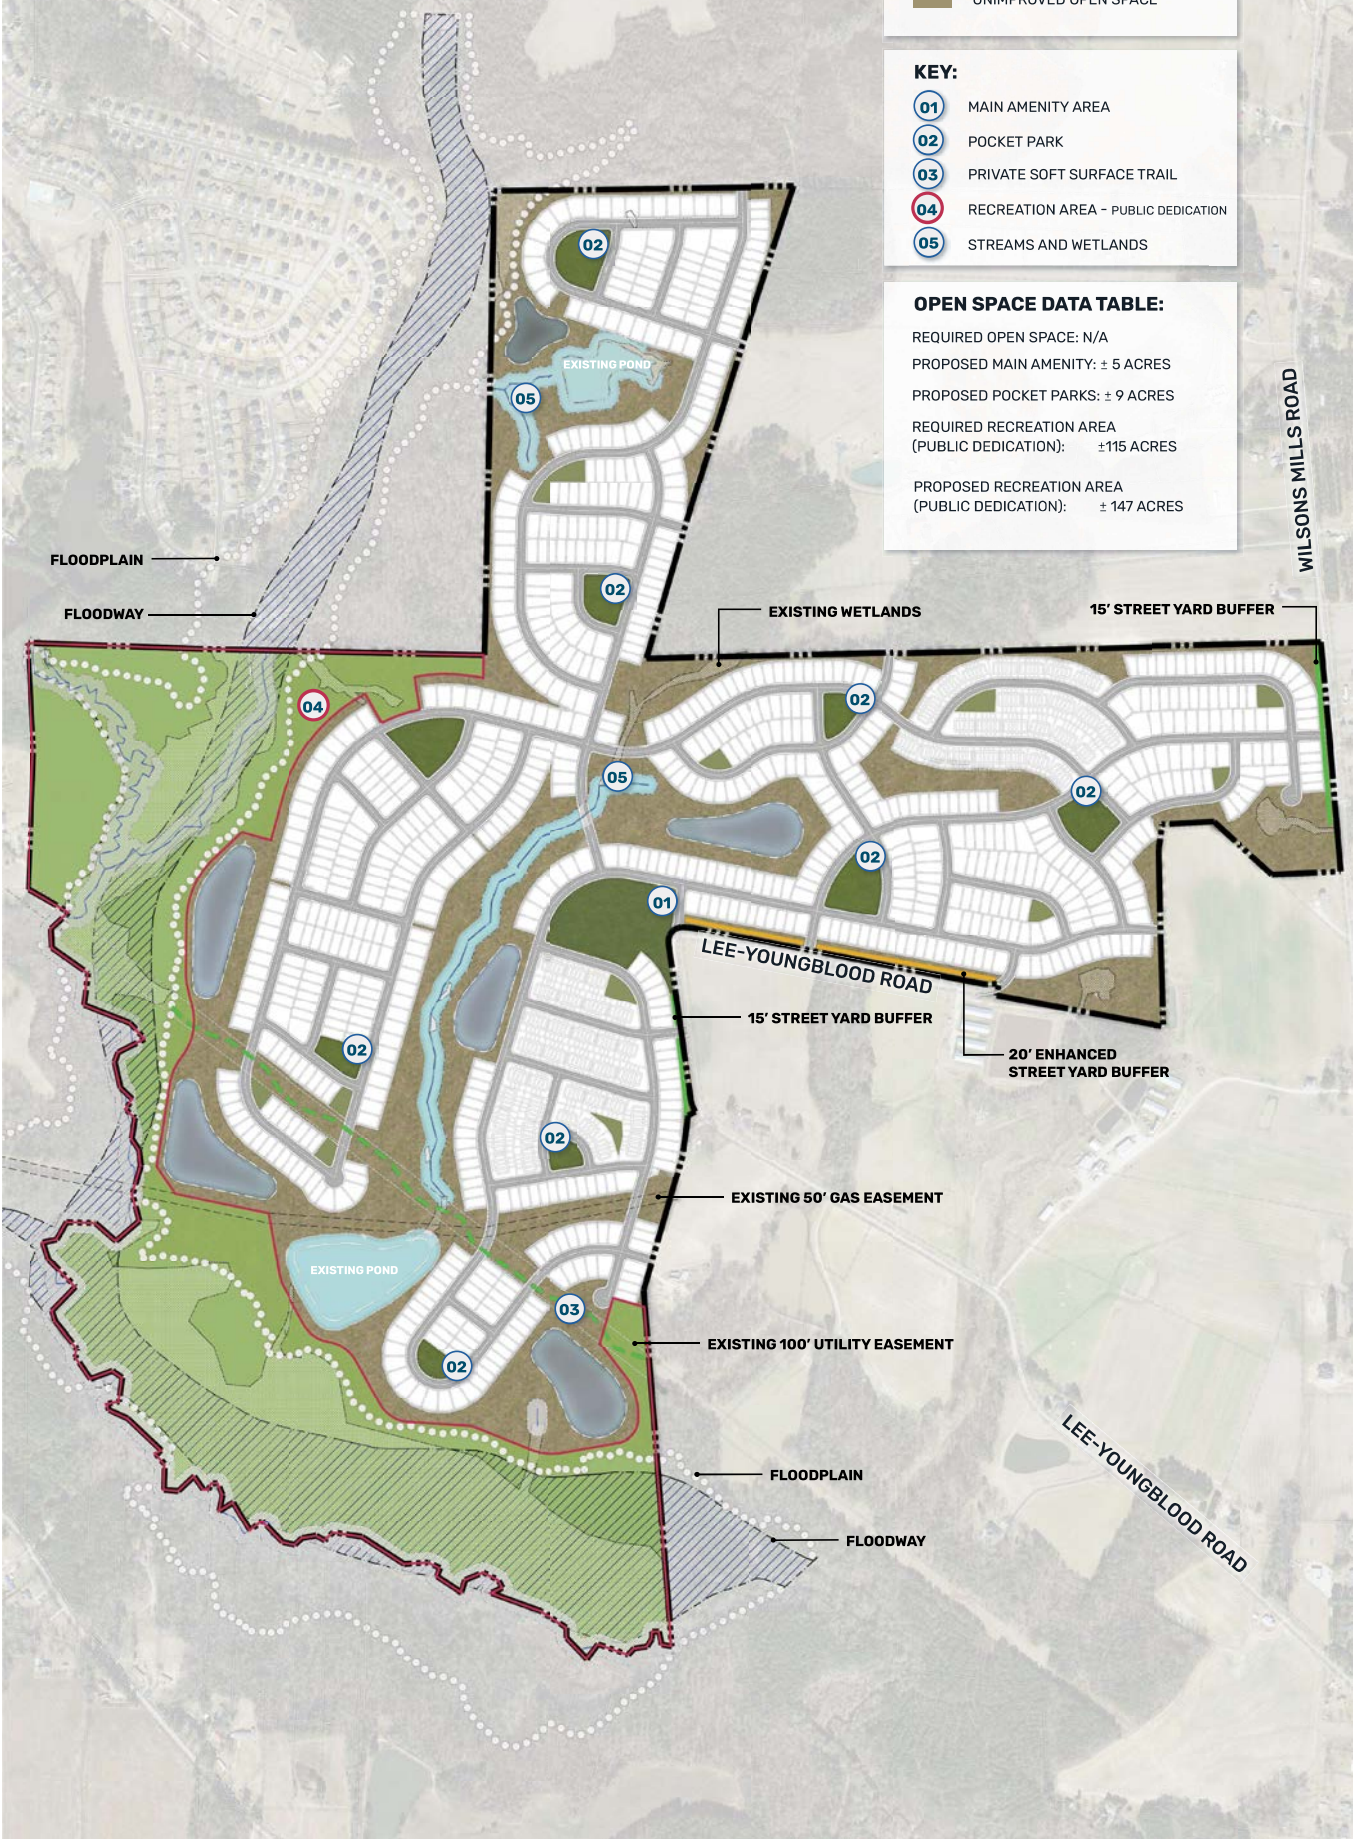 UNIMPROVED OPEN SPACE
KEY:
01 MAIN AMENITY AREA
02 POCKET PARK
03 PRIVATE SOFT SURFACE TRAIL
04 RECREATION AREA - PUBLIC DEDICATION
05 STREAMS AND WETLANDS
OPEN SPACE DATA TABLE:
REQUIRED OPEN SPACE: N/A
PROPOSED MAIN AMENITY: ± 5 ACRES
PROPOSED POCKET PARKS: ± 9 ACRES
REQUIRED RECREATION AREA
(PUBLIC DEDICATION): ±115 ACRES
PROPOSED RECREATION AREA
(PUBLIC DEDICATION): ± 147 ACRES
WILSONS MILLS ROAD
02
EXISTING POND
05
FLOODPLAIN
FLOODWAY
02
EXISTING WETLANDS
15' STREET YARD BUFFER
04
02
05
02
02
01
LEE-YOUNGBLOOD ROAD
15' STREET YARD BUFFER
20' ENHANCED
STREET YARD BUFFER
02
02
EXISTING 50' GAS EASEMENT
EXISTING POND
03
EXISTING 100' UTILITY EASEMENT
02
LEE-YOUNGBLOOD ROAD
FLOODPLAIN
FLOODWAY